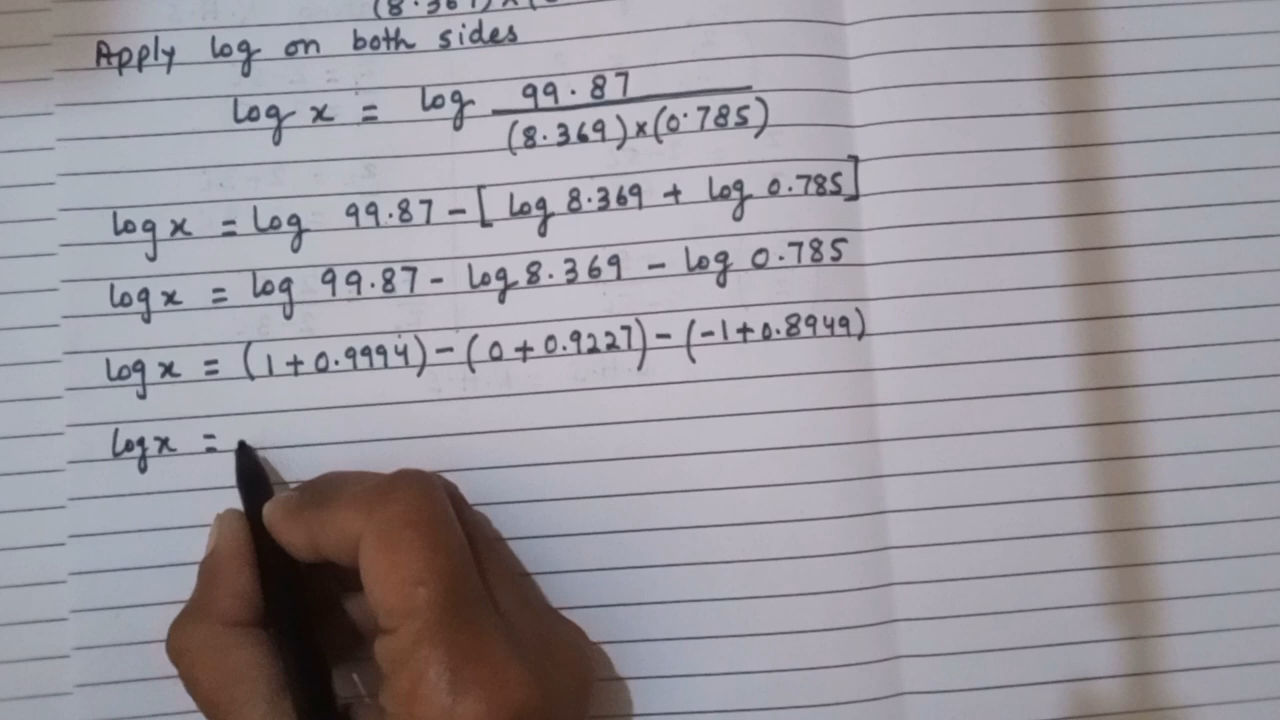 (8.369)×(
Apply log on both sides
log x = log 99.87 / (8.369)×(0.785)
log x = log 99.87 - [log 8.369 + log 0.785]
log x = log 99.87 - log 8.369 - log 0.785
log x = (1+0.9994) - (0+0.9227) - (-1+0.8949)
log x =